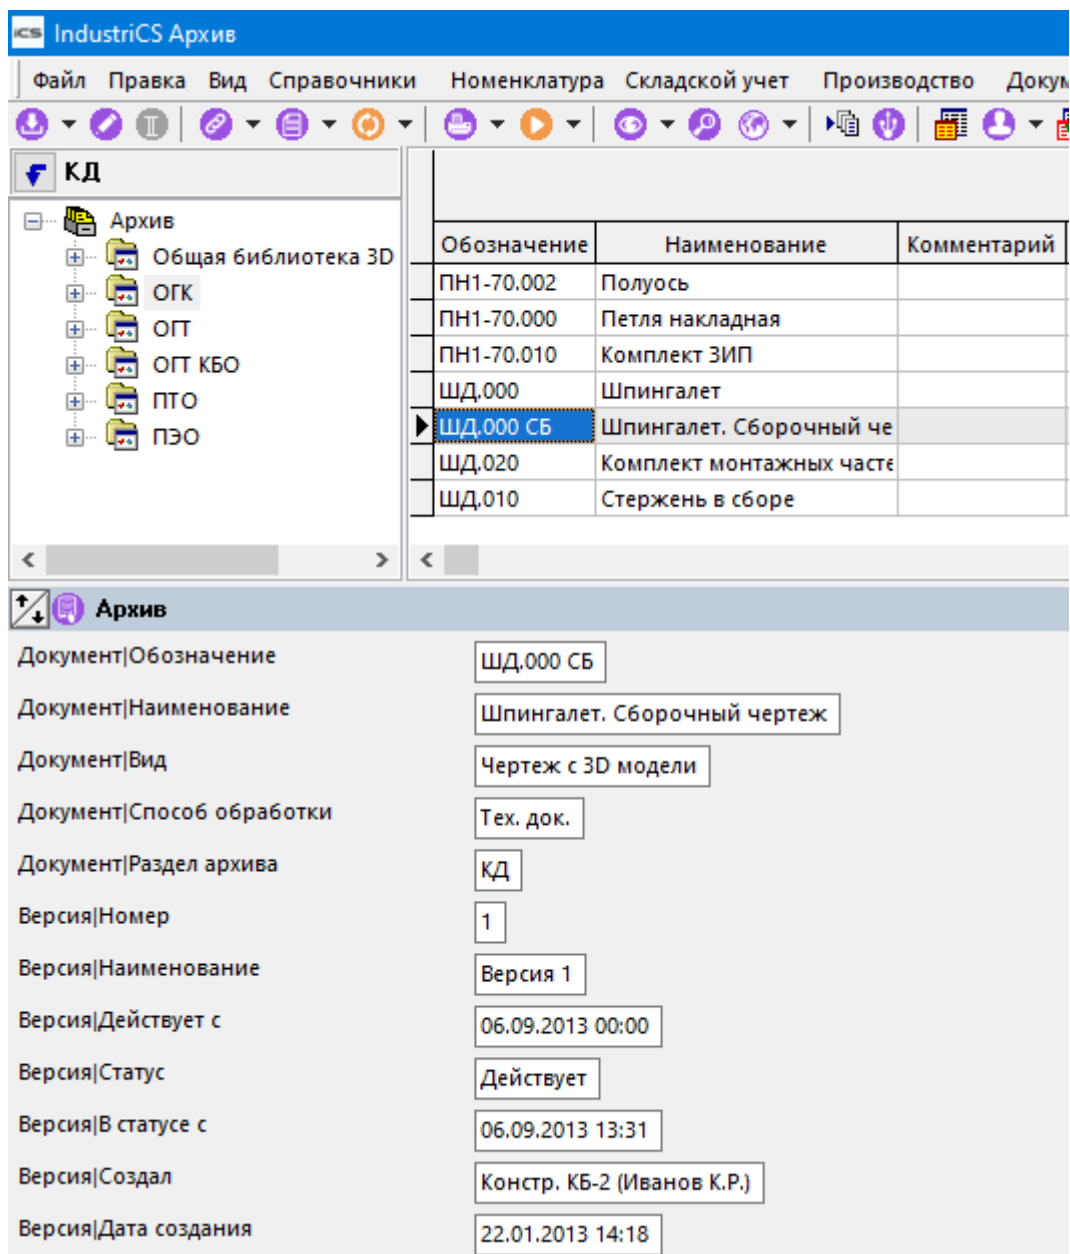 iCS IndustriCS Архив
Файл Правка Вид Справочники Номенклатура Складской учет Производство
КД
Архив
Общая библиотека 3D
ОГК
ОГТ
ОГТ КБО
ПТО
ПЭО
Обозначение Наименование Комментарий
ПН1-70.002 Полуось
ПН1-70.000 Петля накладная
ПН1-70.010 Комплект ЗИП
ШД.000 Шпингалет
ШД.000 СБ Шпингалет. Сборочный че
ШД.020 Комплект монтажных часте
ШД.010 Стержень в сборе
Архив
Документ|Обозначение ШД.000 СБ
Документ|Наименование Шпингалет. Сборочный чертеж
Документ|Вид Чертеж с 3D модели
Документ|Способ обработки Тех. док.
Документ|Раздел архива КД
Версия|Номер 1
Версия|Наименование Версия 1
Версия|Действует с 06.09.2013 00:00
Версия|Статус Действует
Версия|В статусе с 06.09.2013 13:31
Версия|Создал Констр. КБ-2 (Иванов К.Р.)
Версия|Дата создания 22.01.2013 14:18